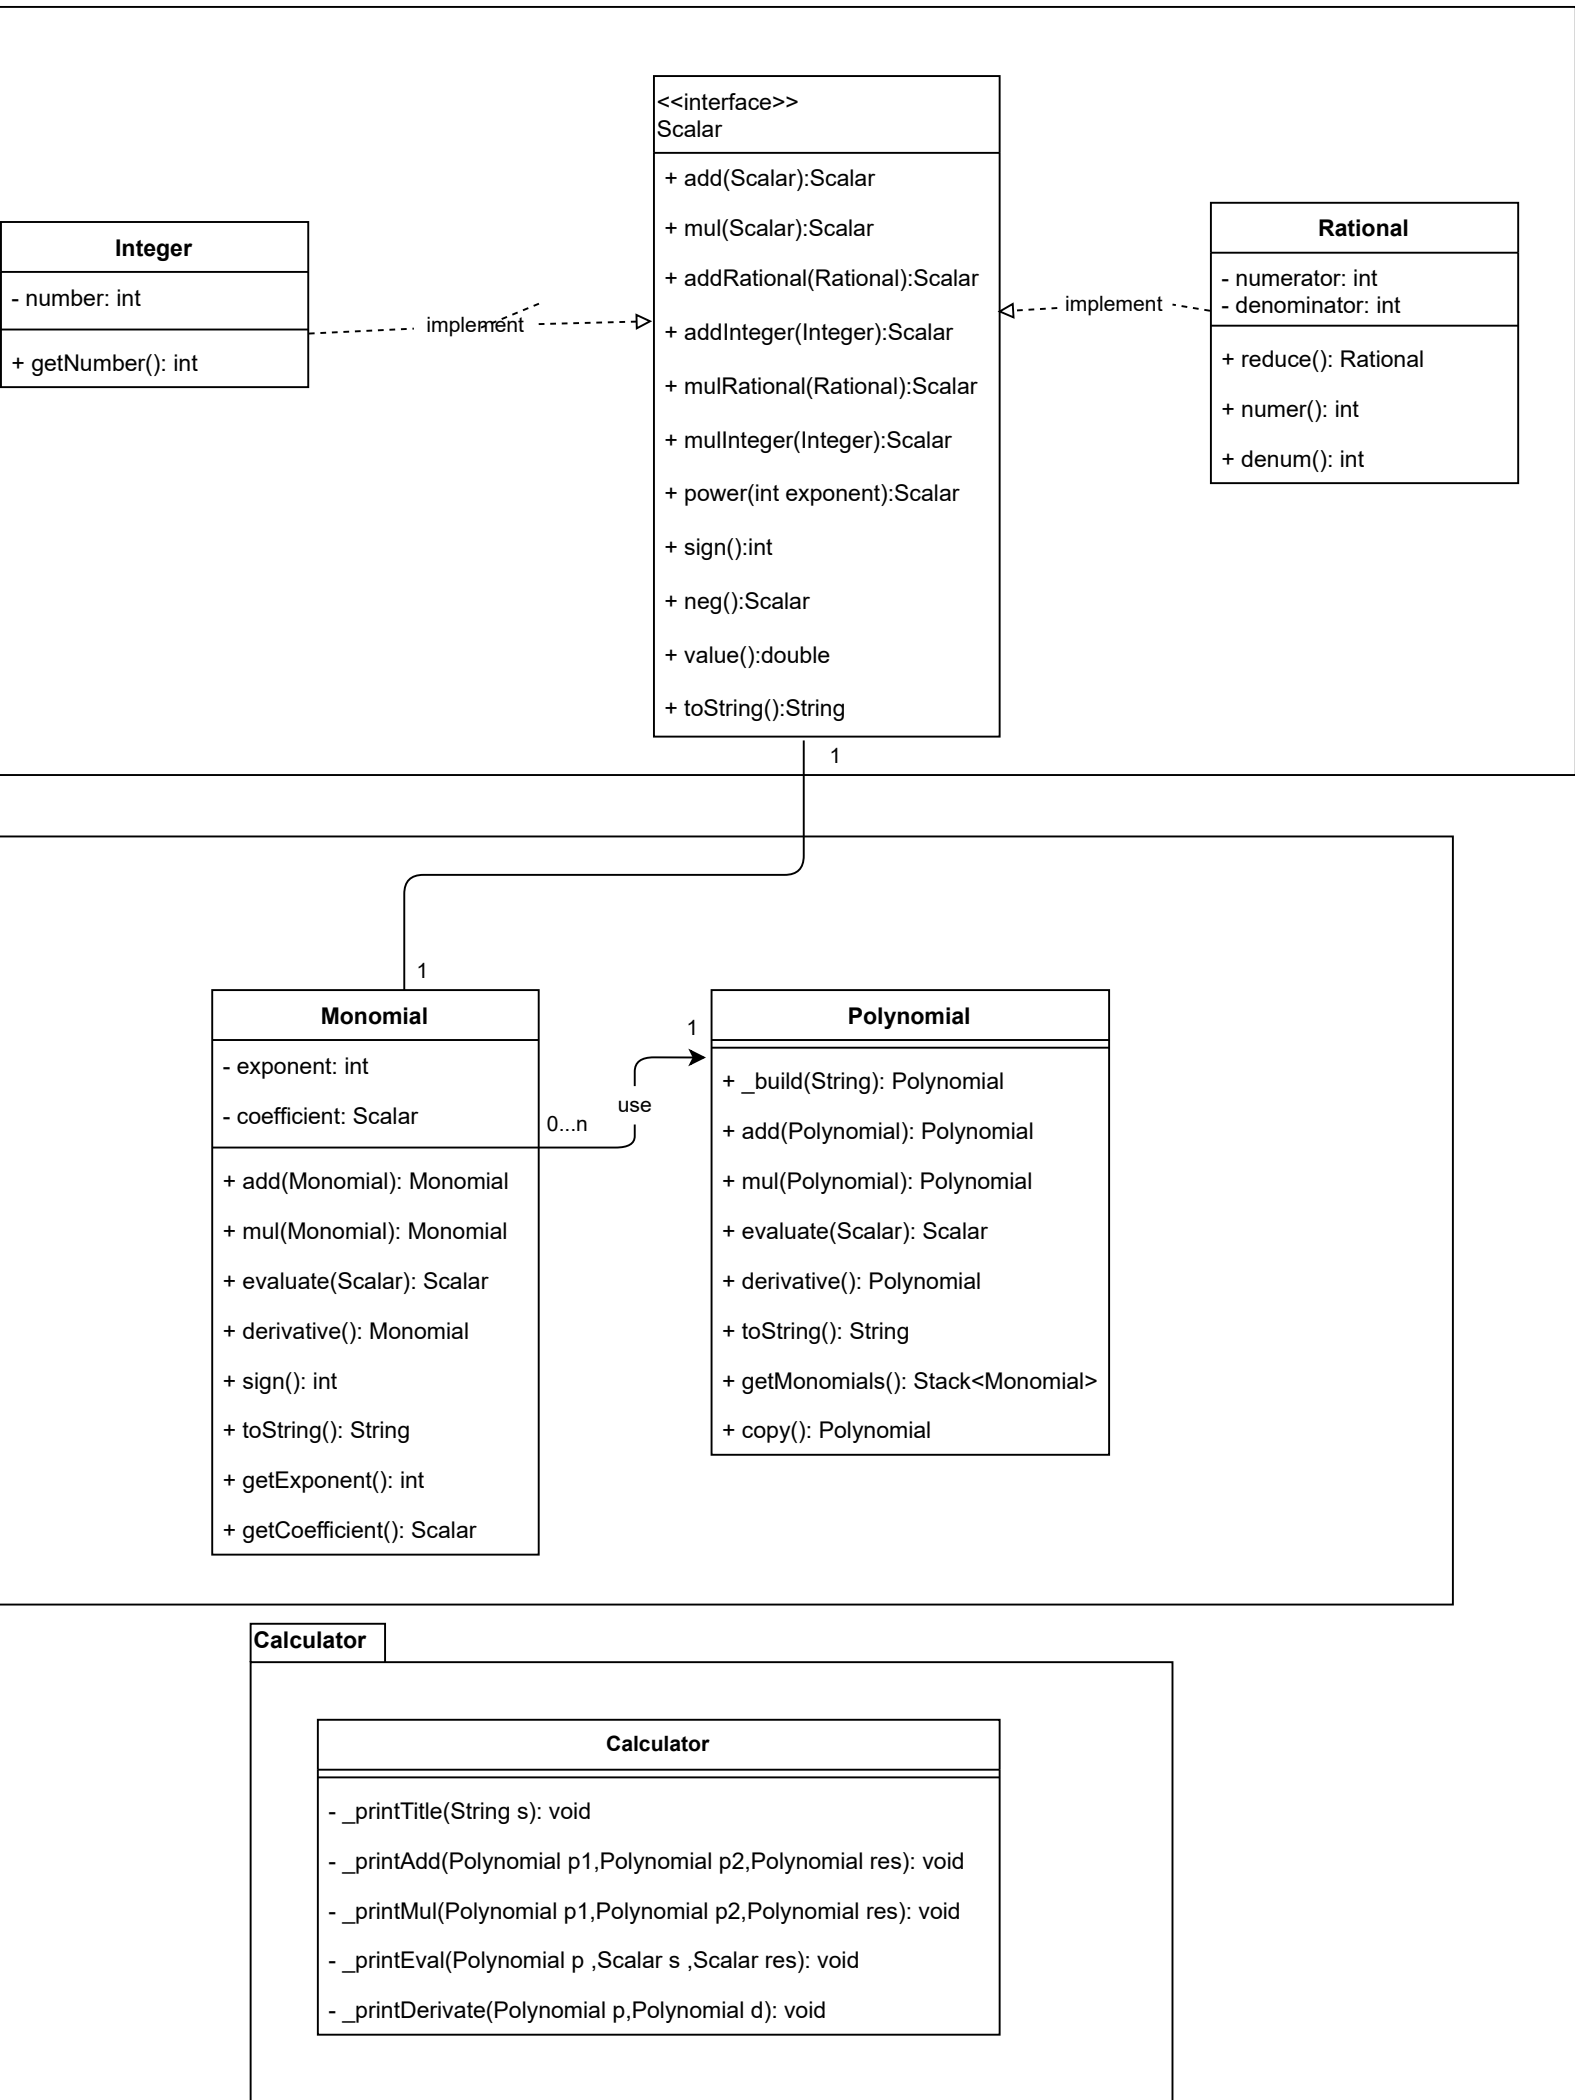 <<interface>>
Scalar
+ add(Scalar):Scalar
+ mul(Scalar):Scalar
+ addRational(Rational):Scalar
+ addInteger(Integer):Scalar
+ mulRational(Rational):Scalar
+ mulInteger(Integer):Scalar
+ power(int exponent):Scalar
+ sign():int
+ neg():Scalar
+ value():double
+ toString():String
Integer
- number: int
+ getNumber(): int
implement
implement
Rational
- numerator: int
- denominator: int
+ reduce(): Rational
+ numer(): int
+ denum(): int
1
1
Monomial
- exponent: int
- coefficient: Scalar
+ add(Monomial): Monomial
+ mul(Monomial): Monomial
+ evaluate(Scalar): Scalar
+ derivative(): Monomial
+ sign(): int
+ toString(): String
+ getExponent(): int
+ getCoefficient(): Scalar
0...n
use
1
Polynomial
+ _build(String): Polynomial
+ add(Polynomial): Polynomial
+ mul(Polynomial): Polynomial
+ evaluate(Scalar): Scalar
+ derivative(): Polynomial
+ toString(): String
+ getMonomials(): Stack<Monomial>
+ copy(): Polynomial
Calculator
Calculator
- _printTitle(String s): void
- _printAdd(Polynomial p1,Polynomial p2,Polynomial res): void
- _printMul(Polynomial p1,Polynomial p2,Polynomial res): void
- _printEval(Polynomial p ,Scalar s ,Scalar res): void
- _printDerivate(Polynomial p,Polynomial d): void